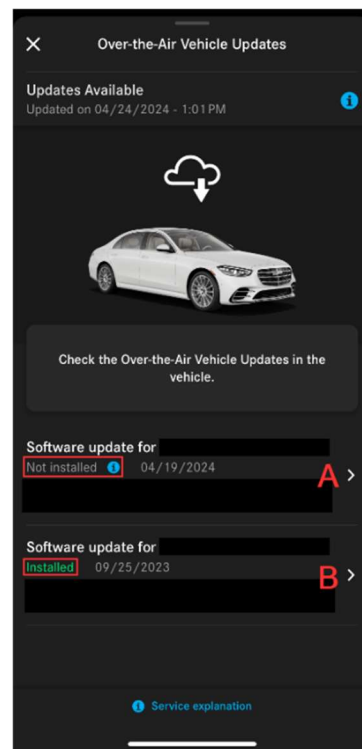 Over-the-Air Vehicle Updates
Updates Available
Updated on 04/24/2024 - 1:01 PM
Check the Over-the-Air Vehicle Updates in the
vehicle.
Software update for
Not installed 04/19/2024
A
Software update for
Installed 09/25/2023
B
Service explanation